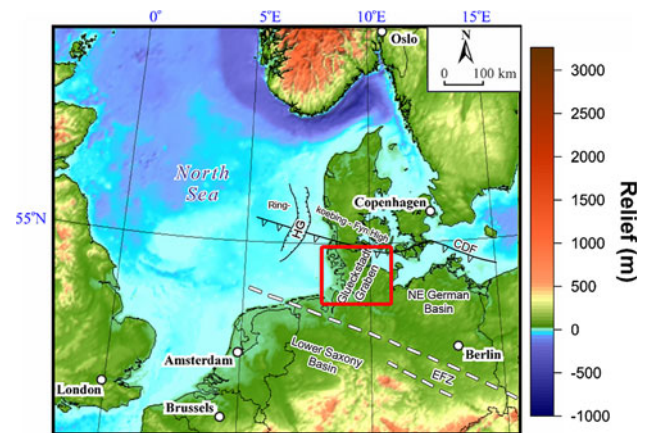 0°
5°E
10°E
15°E
Oslo
N
0 100 km
North
Sea
55°N
Ring-
HG
koebing - Fyn High
Copenhagen
CDF
Glueckstadt
Graben
NE German
Basin
Lower Saxony
Basin
EFZ
Berlin
Amsterdam
London
Brussels
3000
2500
2000
1500
1000
500
0
-500
-1000
Relief (m)